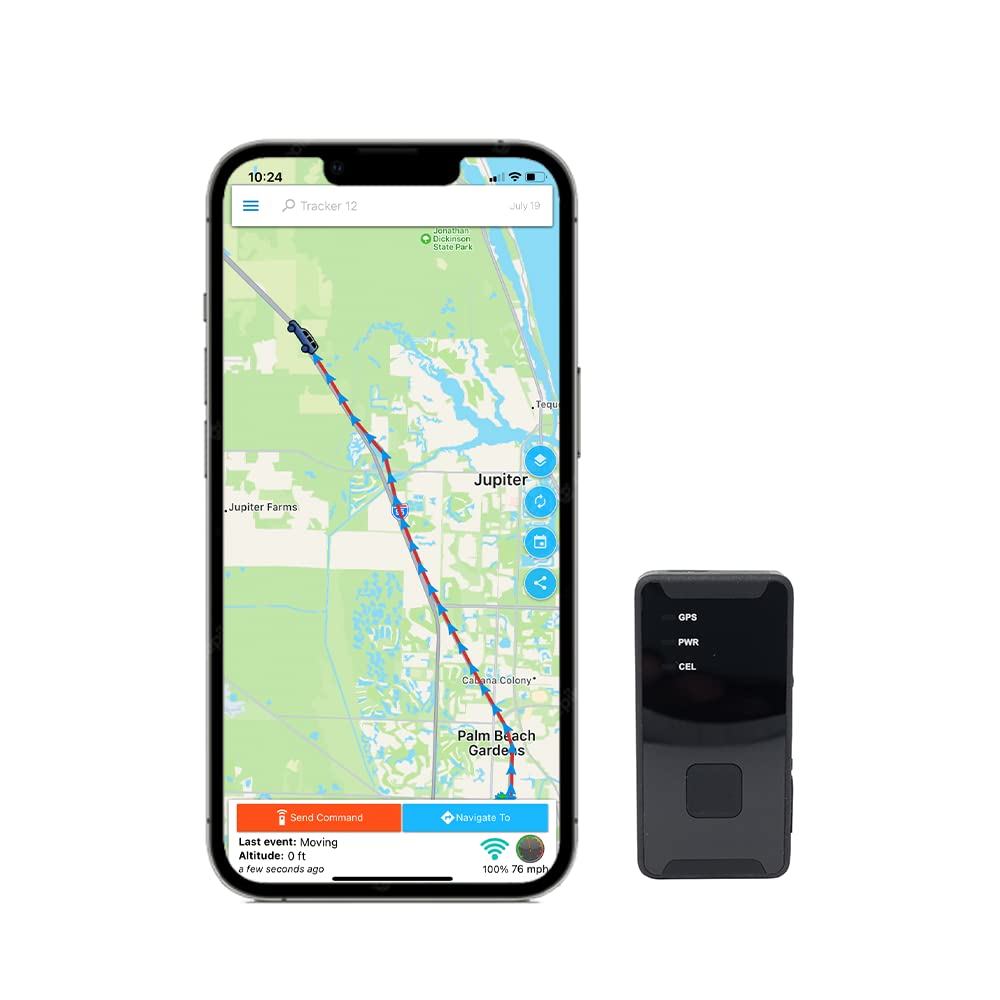 10:24
Tracker 12
July 19
Jonathan
Dickinson
State Park
Teque
Jupiter
Jupiter Farms
Cabana Colony
Palm Beach
Gardens
Send Command
Navigate To
Last event: Moving
Altitude: 0 ft
a few seconds ago
100% 76 mph
GPS
PWR
CEL